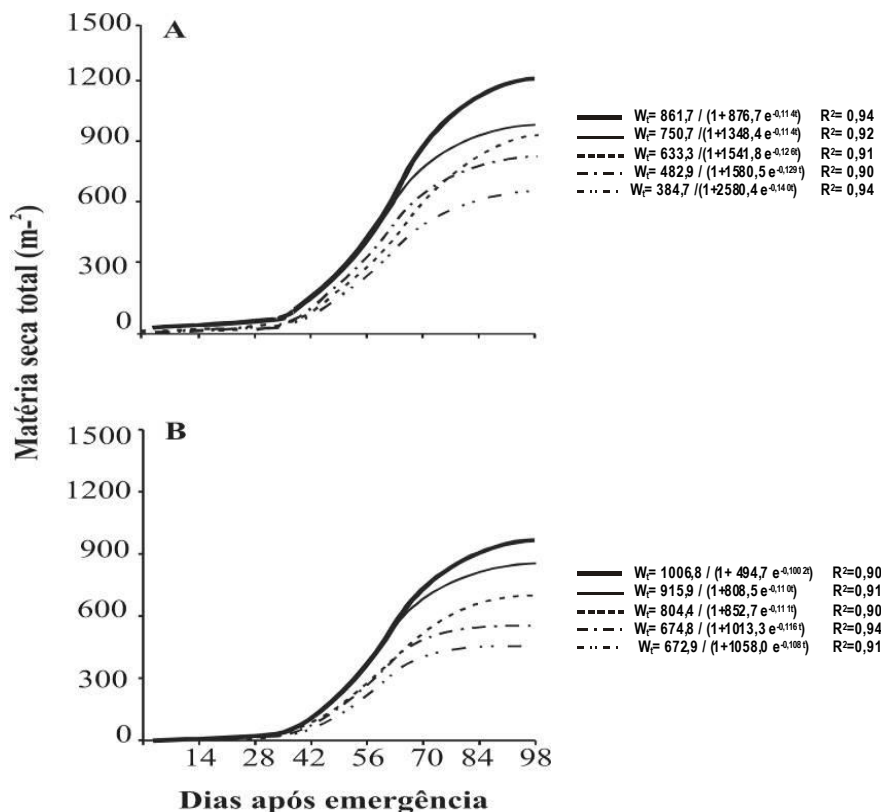 Matéria seca total (m-²)
A
1500
1200
900
600
300
0
Wₜ= 861,7 / (1+ 876,7 e⁻⁰,¹¹⁴ᵗ) R²= 0,94
Wₜ= 750,7 / (1+1348,4 e⁻⁰,¹¹⁴ᵗ) R²= 0,92
Wₜ= 633,3 / (1+1541,8 e⁻⁰,¹²⁶ᵗ) R²= 0,91
Wₜ= 482,9 / (1+1580,5 e⁻⁰,¹²⁹ᵗ) R²= 0,90
Wₜ= 384,7 /(1+2580,4 e⁻⁰,¹⁴⁰ᵗ) R²= 0,94
B
1500
1200
900
600
300
0
Wₜ= 1006,8 / (1+ 494,7 e⁻⁰,¹⁰⁰²ᵗ) R²=0,90
Wₜ= 915,9 / (1+808,5 e⁻⁰,¹¹⁰ᵗ) R²=0,91
Wₜ= 804,4 / (1+852,7 e⁻⁰,¹¹¹ᵗ) R²=0,90
Wₜ= 674,8 / (1+1013,3 e⁻⁰,¹¹⁶ᵗ) R²=0,94
Wₜ= 672,9 / (1+1058,0 e⁻⁰,¹⁰⁸ᵗ) R²=0,91
14 28 42 56 70 84 98
Dias após emergência